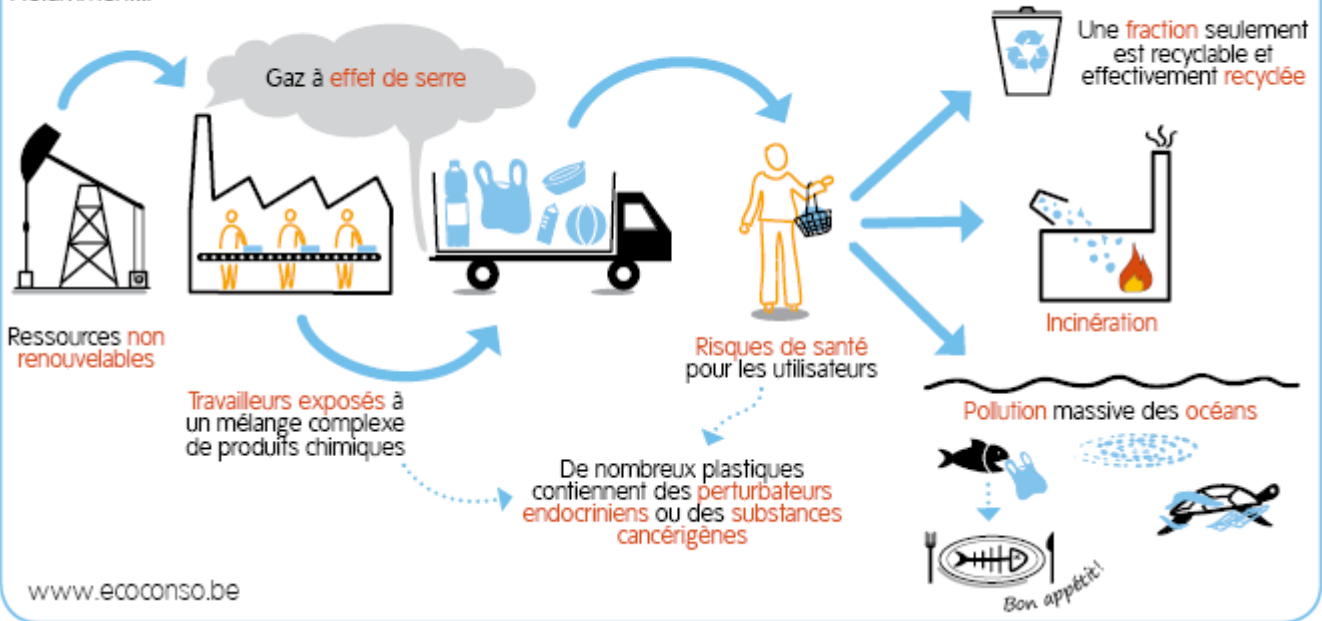 Gaz à effet de serre
Une fraction seulement
est recyclable et
effectivement recyclée
Ressources non
renouvelables
Travailleurs exposés à
un mélange complexe
de produits chimiques
Risques de santé
pour les utilisateurs
De nombreux plastiques
contiennent des perturbateurs
endocriniens ou des substances
cancérigènes
Incinération
Pollution massive des océans
Bon appétit!
www.ecoconso.be